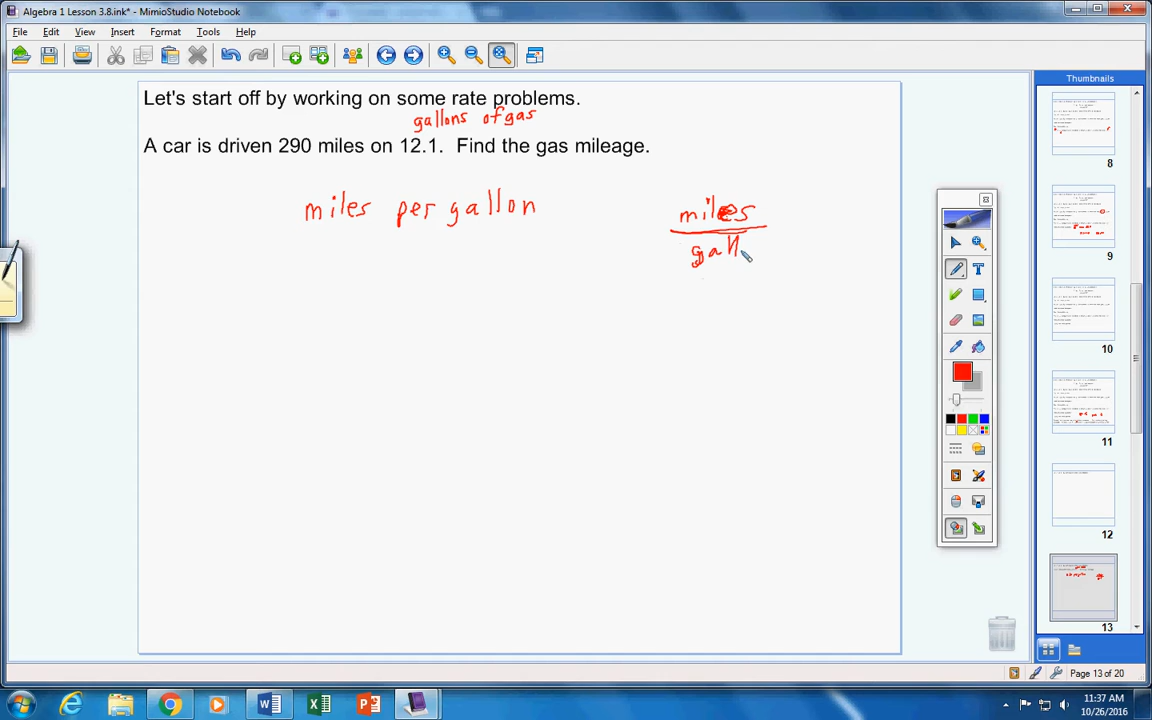 Algebra 1 Lesson 3.8.ink* - MimioStudio Notebook
File Edit View Insert Format Tools Help
Let's start off by working on some rate problems.
gallons of gas
A car is driven 290 miles on 12.1. Find the gas mileage.
miles per gallon
miles
gall
T
Thumbnails
8
9
10
11
12
13
Page 13 of 20
11:37 AM
10/26/2016